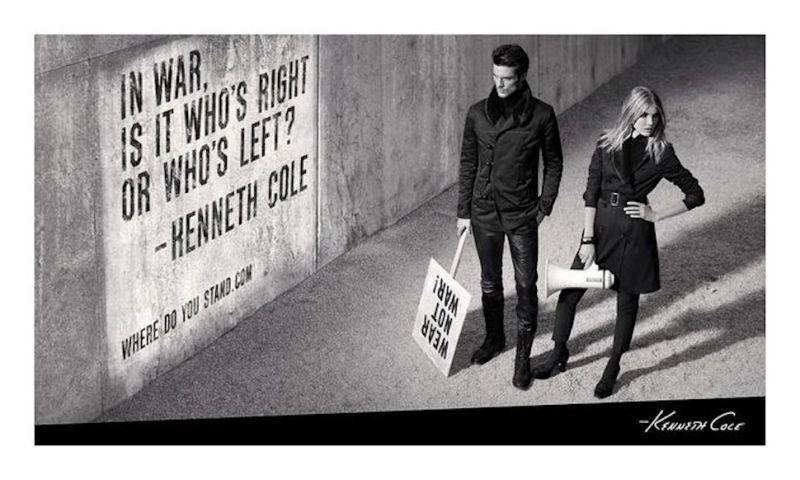 IN WAR,
IS IT WHO'S RIGHT
OR WHO'S LEFT?
-KENNETH COLE
WHERE DO YOU STAND.COM
WEAR
NOT
WAR!
-KENNETH COLE